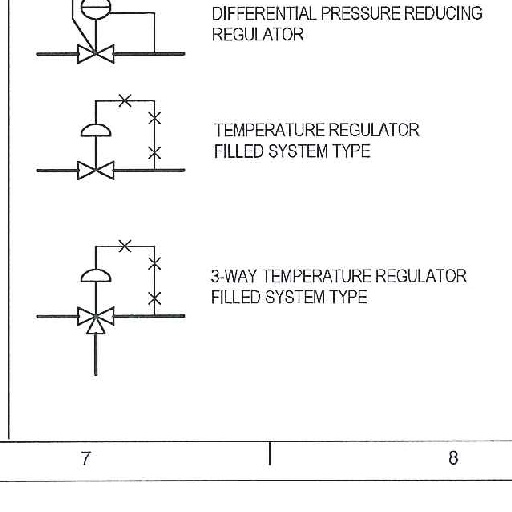 DIFFERENTIAL PRESSURE REDUCING
REGULATOR
TEMPERATURE REGULATOR
FILLED SYSTEM TYPE
3-WAY TEMPERATURE REGULATOR
FILLED SYSTEM TYPE
7 8